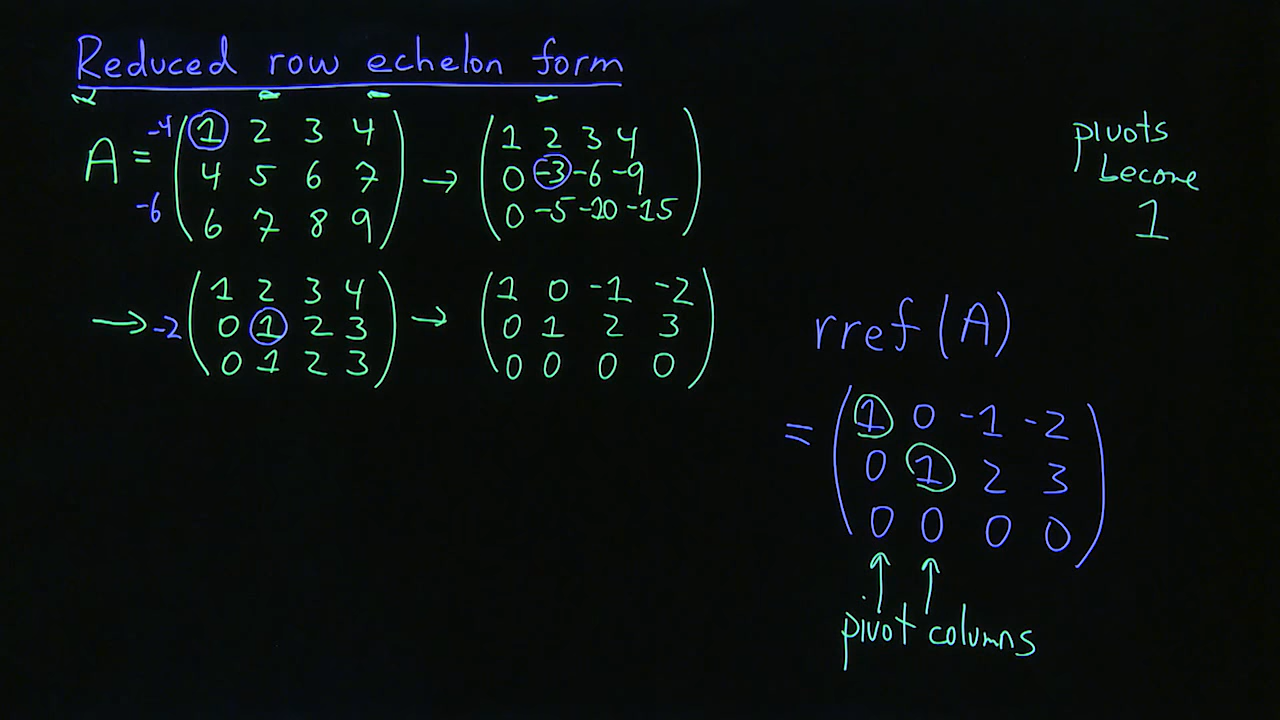 Reduced row echelon form
-4 1 2 3 4
A = 4 5 6 7
-6 6 7 8 9
→ 1 2 3 4
0 -3 -6 -9
0 -5 -10 -15
→ 1 2 3 4
-2 0 1 2 3
0 1 2 3
→ 1 0 -1 -2
0 1 2 3
0 0 0 0
pivots
become
1
rref(A)
= 1 0 -1 -2
0 1 2 3
0 0 0 0
↑ ↑
pivot columns